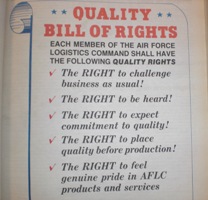 QUALITY
BILL OF RIGHTS
EACH MEMBER OF THE AIR FORCE
LOGISTICS COMMAND SHALL HAVE
THE FOLLOWING QUALITY RIGHTS
The RIGHT to challenge
business as usual!
The RIGHT to be heard!
The RIGHT to expect
commitment to quality!
The RIGHT to place
quality before production!
The RIGHT to feel
genuine pride in AFLC
products and services